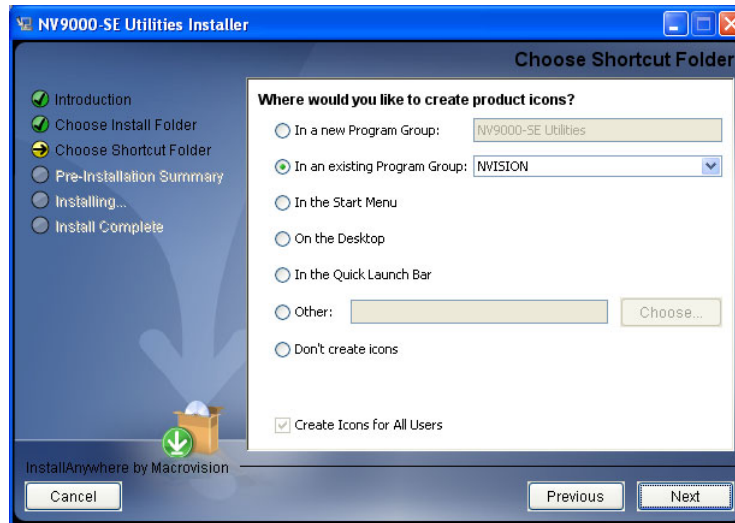 NV9000-SE Utilities Installer
Choose Shortcut Folder
Introduction
Choose Install Folder
Choose Shortcut Folder
Pre-Installation Summary
Installing...
Install Complete
Where would you like to create product icons?
In a new Program Group: NV9000-SE Utilities
In an existing Program Group: NVISION
In the Start Menu
On the Desktop
In the Quick Launch Bar
Other: Choose...
Don't create icons
Create Icons for All Users
InstallAnywhere by Macrovision
Cancel Previous Next